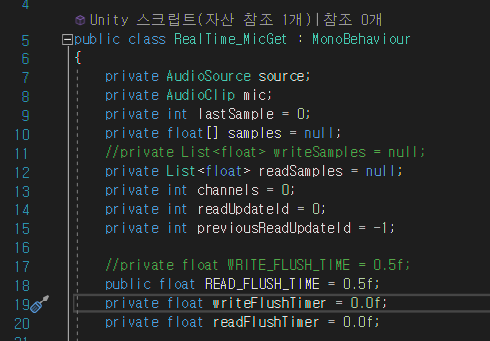 4
Unity 스크립트(자산 참조 1개)|참조 0개
5 public class RealTime_MicGet : MonoBehaviour
6 {
7 private AudioSource source;
8 private AudioClip mic;
9 private int lastSample = 0;
10 private float[] samples = null;
11 //private List<float> writeSamples = null;
12 private List<float> readSamples = null;
13 private int channels = 0;
14 private int readUpdateId = 0;
15 private int previousReadUpdateId = -1;
16
17 //private float WRITE_FLUSH_TIME = 0.5f;
18 public float READ_FLUSH_TIME = 0.5f;
19 private float writeFlushTimer = 0.0f;
20 private float readFlushTimer = 0.0f;